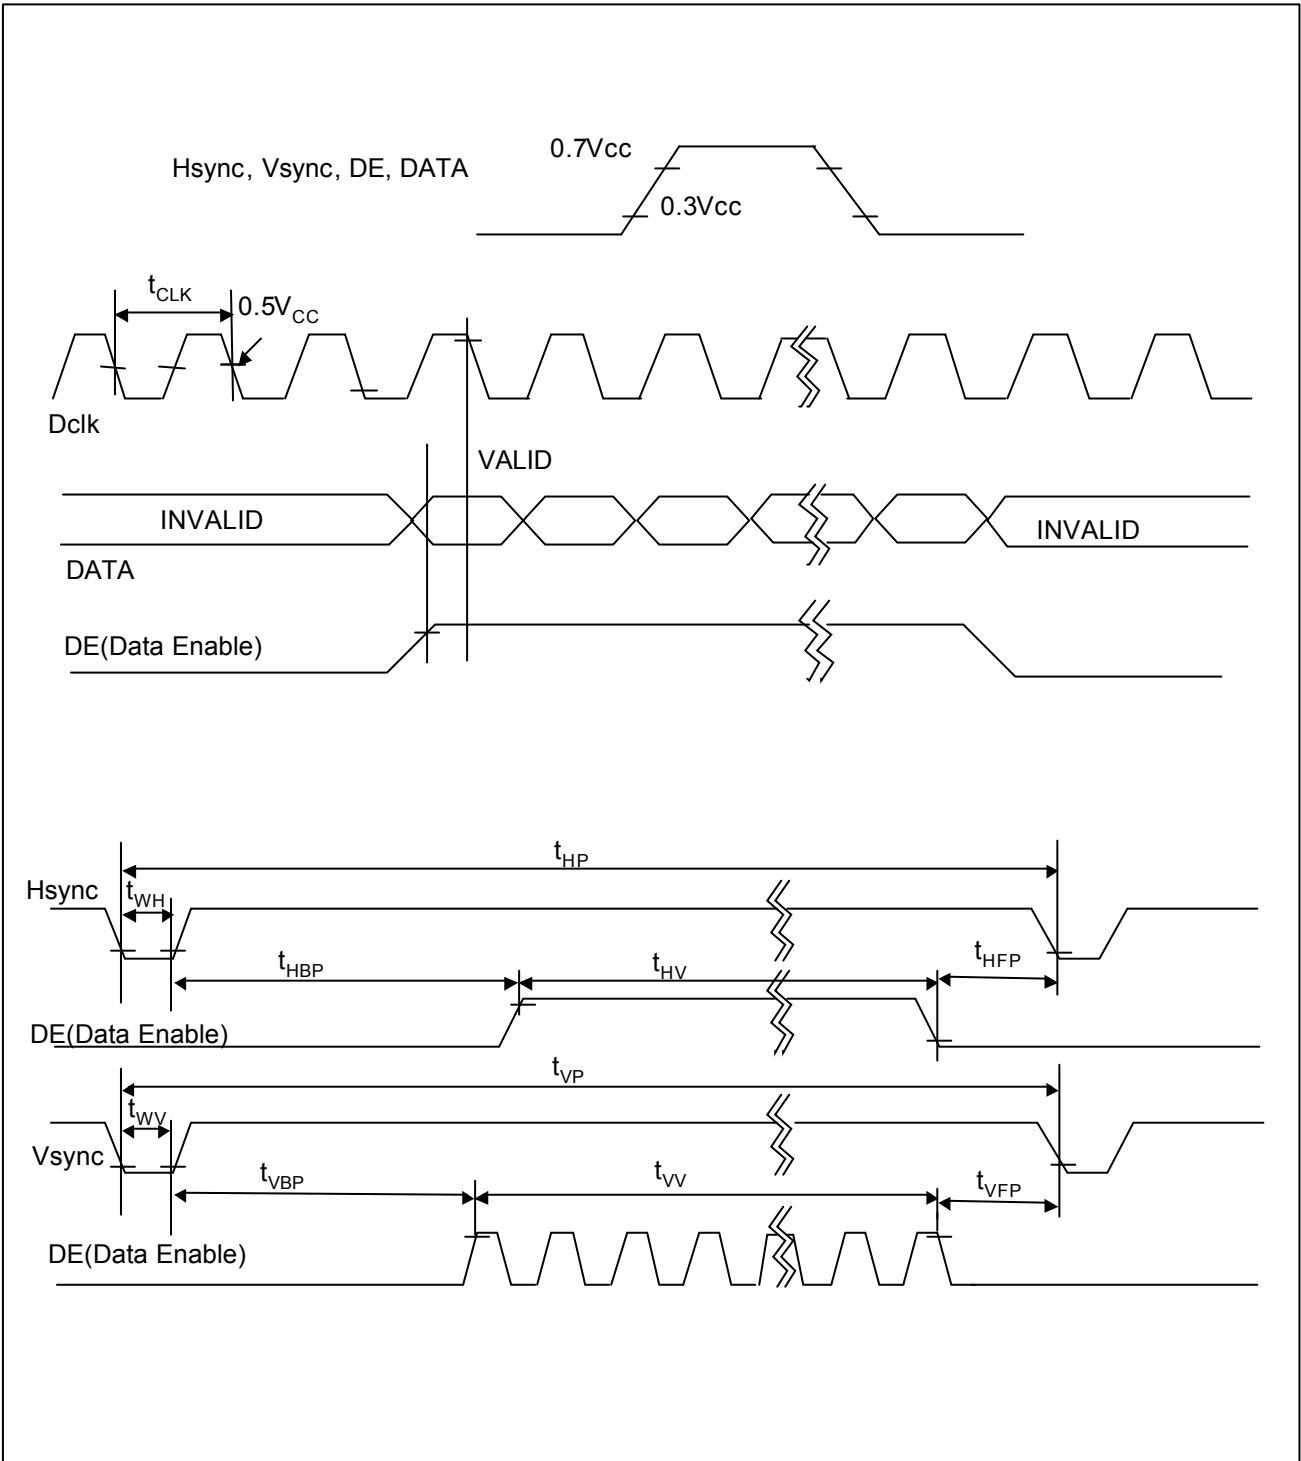 0.7Vcc
Hsync, Vsync, DE, DATA
0.3Vcc
tCLK
0.5VCC
Dclk
VALID
INVALID
INVALID
DATA
DE(Data Enable)
tHP
Hsync
tWH
tHBP
tHV
tHFP
DE(Data Enable)
tVP
tWV
Vsync
tVBP
tVV
tVFP
DE(Data Enable)